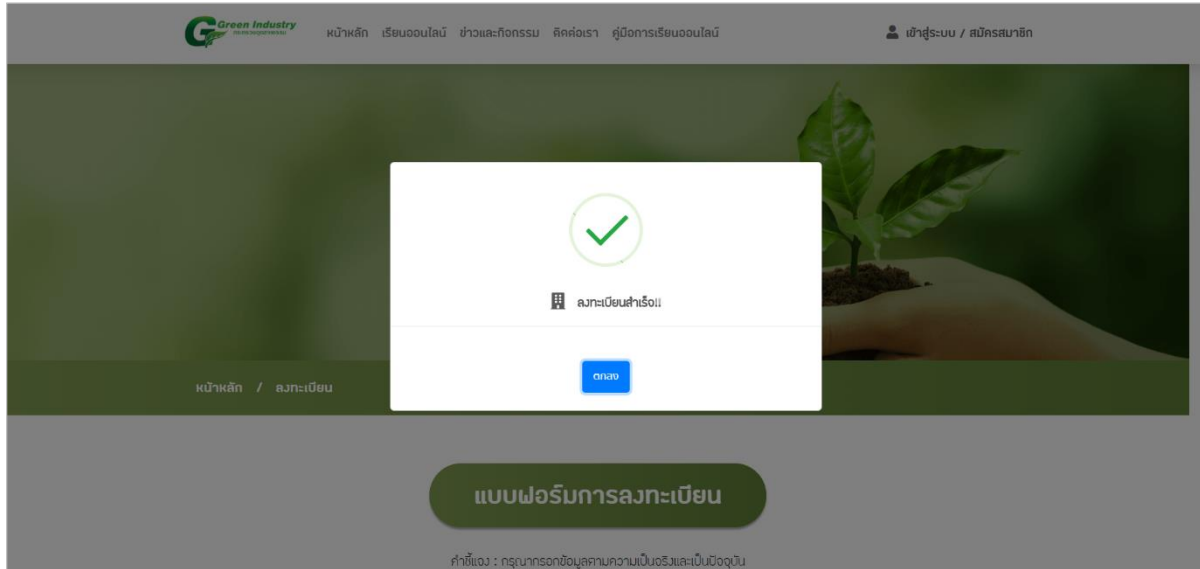 Green Industry
หน้าหลัก เรียนออนไลน์ ข่าวและกิจกรรม ติดต่อเรา คู่มือการเรียนออนไลน์ เข้าสู่ระบบ / สมัครสมาชิก
ลงทะเบียนสำเร็จ!!
ตกลง
หน้าหลัก / ลงทะเบียน
แบบฟอร์มการลงทะเบียน
คำชี้แจง : กรุณากรอกข้อมูลตามความเป็นจริงและเป็นปัจจุบัน